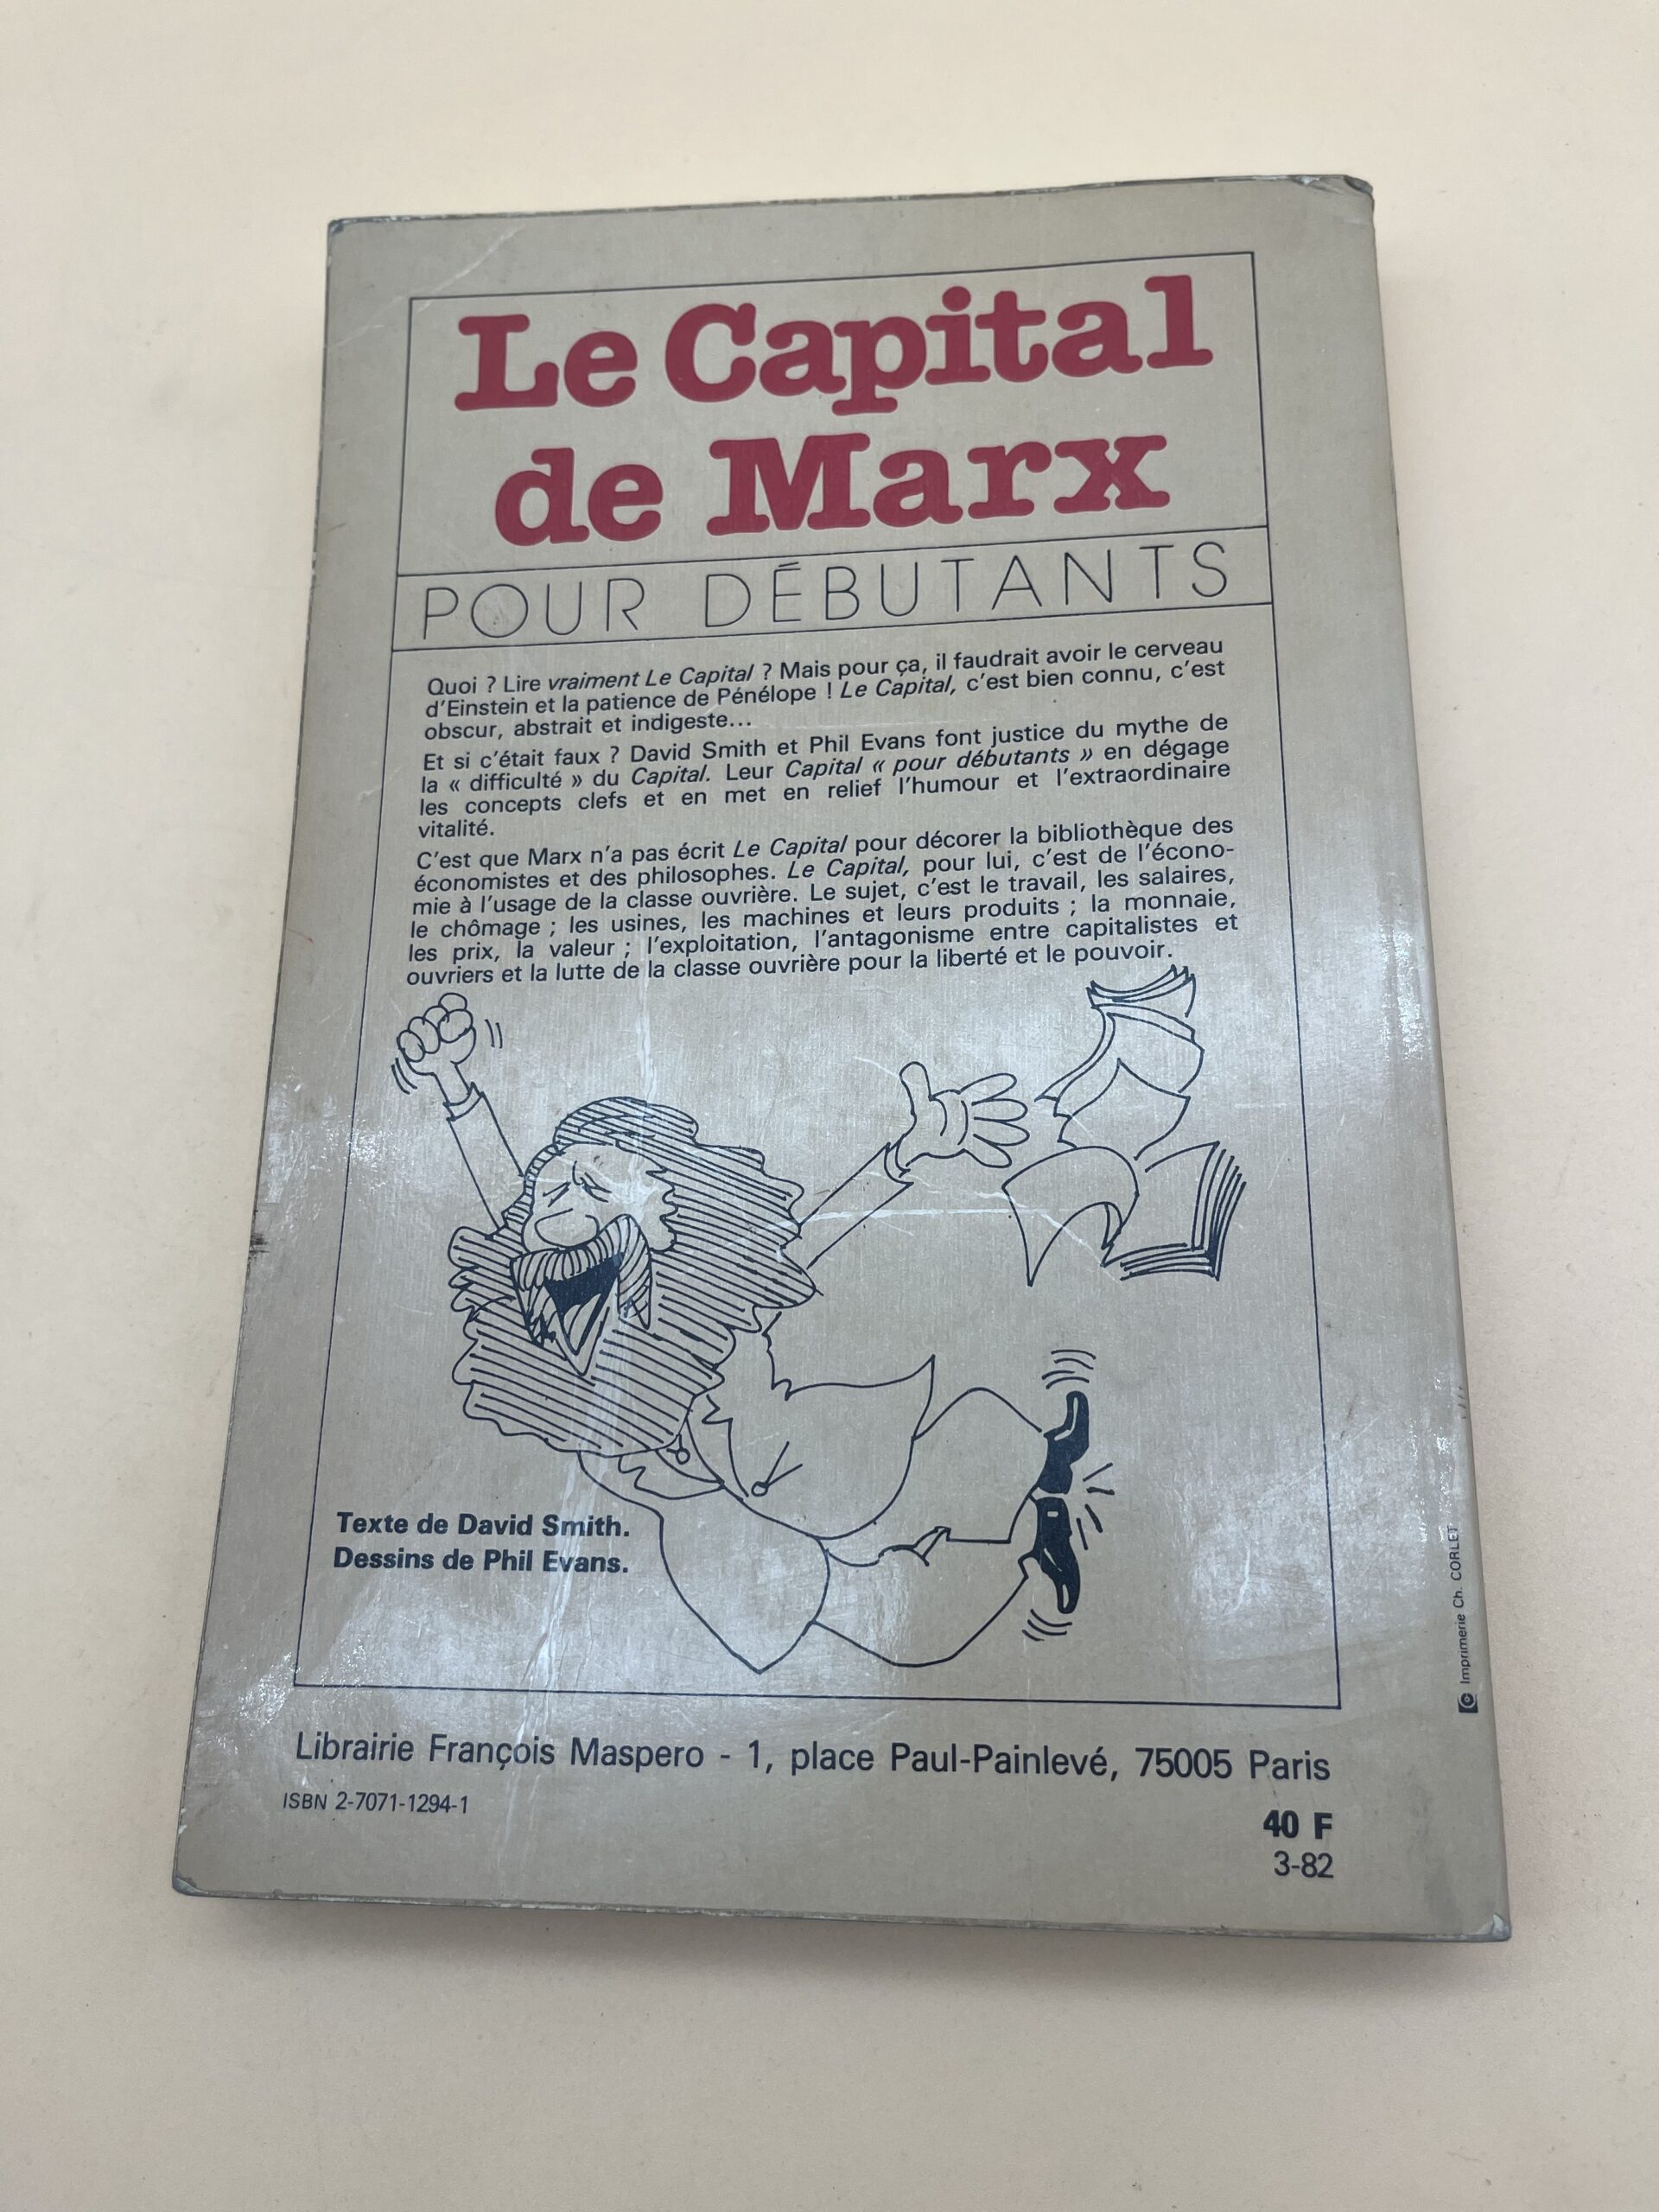 Le Capital
de Marx
POUR DÉBUTANTS
Quoi ? Lire vraiment Le Capital ? Mais pour ça, il faudrait avoir le cerveau
d'Einstein et la patience de Pénélope ! Le Capital, c'est bien connu, c'est
obscur, abstrait et indigeste...
Et si c'était faux ? David Smith et Phil Evans font justice du mythe de
la « difficulté » du Capital. Leur Capital « pour débutants » en dégage
les concepts clefs et en met en relief l'humour et l'extraordinaire
vitalité.
C'est que Marx n'a pas écrit Le Capital pour décorer la bibliothèque des
économistes et des philosophes. Le Capital, pour lui, c'est de l'écono-
mie à l'usage de la classe ouvrière. Le sujet, c'est le travail, les salaires,
le chômage ; les usines, les machines et leurs produits ; la monnaie,
les prix, la valeur ; l'exploitation, l'antagonisme entre capitalistes et
ouvriers et la lutte de la classe ouvrière pour la liberté et le pouvoir.
Texte de David Smith.
Dessins de Phil Evans.
Imprimerie Ch. CORLET
Librairie François Maspero - 1, place Paul-Painlevé, 75005 Paris
ISBN 2-7071-1294-1
40 F
3-82